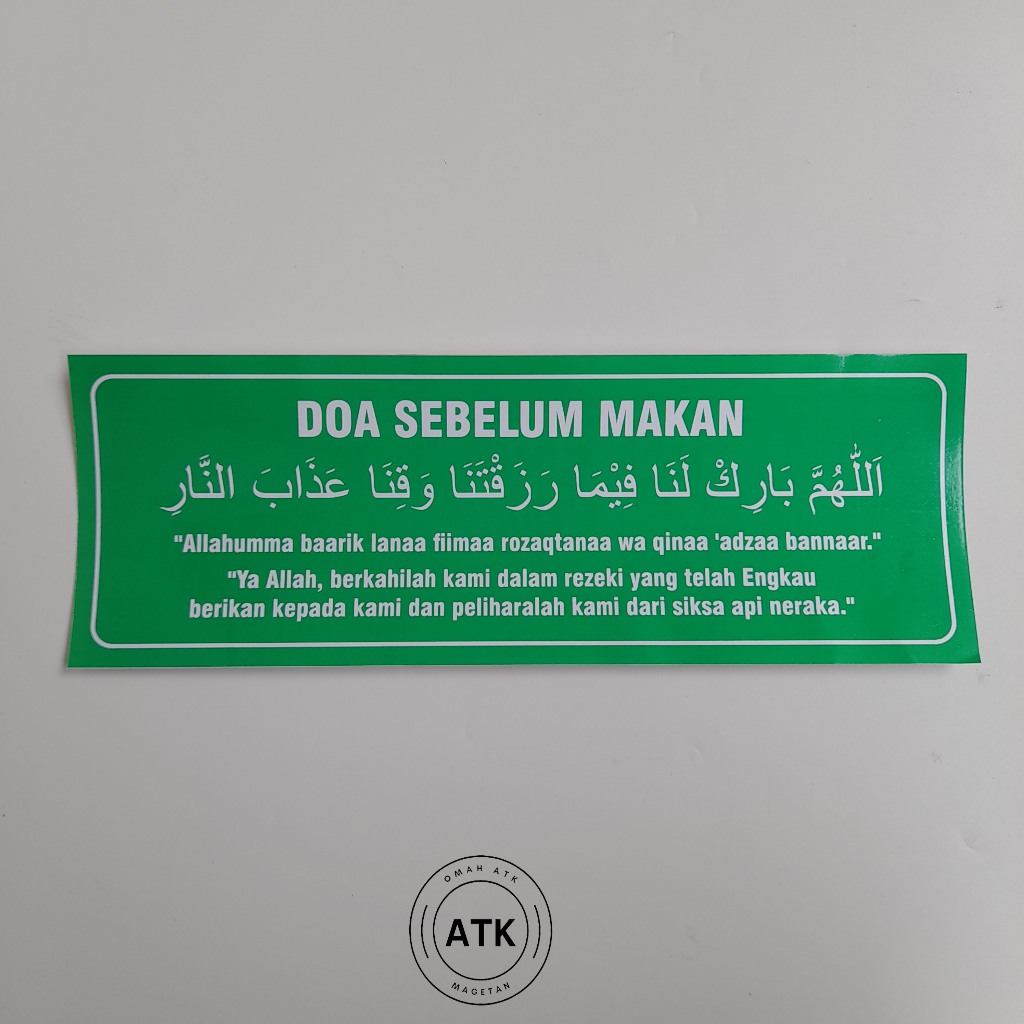 DOA SEBELUM MAKAN
اَللّٰهُمَّ بَارِكْ لَنَا فِيْمَا رَزَقْتَنَا وَقِنَا عَذَابَ النَّارِ
"Allahumma baarik lanaa fiimaa rozaqtanaa wa qinaa 'adzaa bannaar."
"Ya Allah, berkahilah kami dalam rezeki yang telah Engkau
berikan kepada kami dan peliharalah kami dari siksa api neraka."
OMAH ATK
ATK
MAGETAN